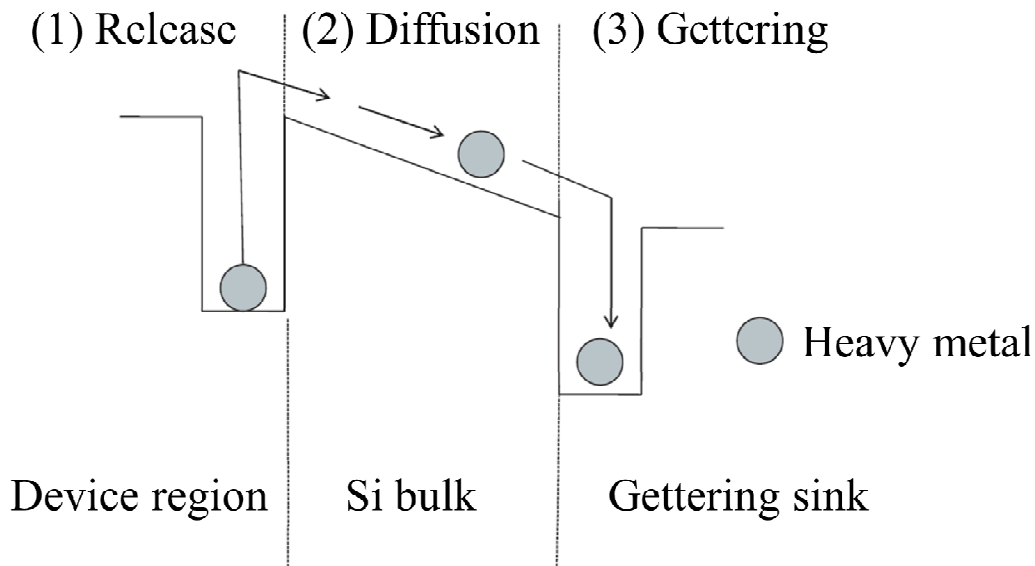 (1) Release
(2) Diffusion
(3) Gettering
Heavy metal
Device region
Si bulk
Gettering sink